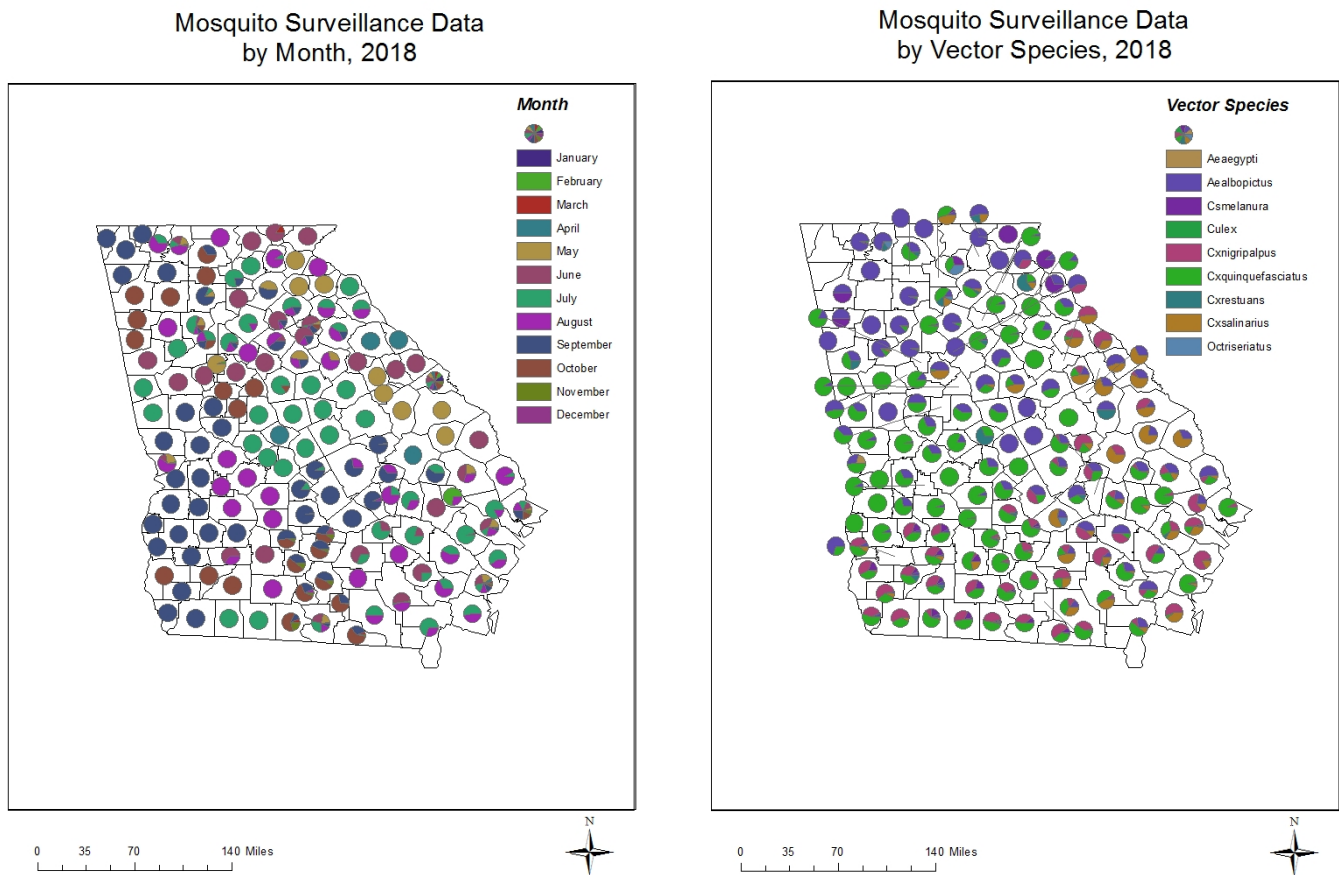 Mosquito Surveillance Data
by Month, 2018
Month
January
February
March
April
May
June
July
August
September
October
November
December
N
0 35 70 140 Miles
Mosquito Surveillance Data
by Vector Species, 2018
Vector Species
Aeaegypti
Aealbopictus
Csmelanura
Culex
Cxnigripalpus
Cxquinquefasciatus
Cxrestuans
Cxsalinarius
Octriseriatus
N
0 35 70 140 Miles